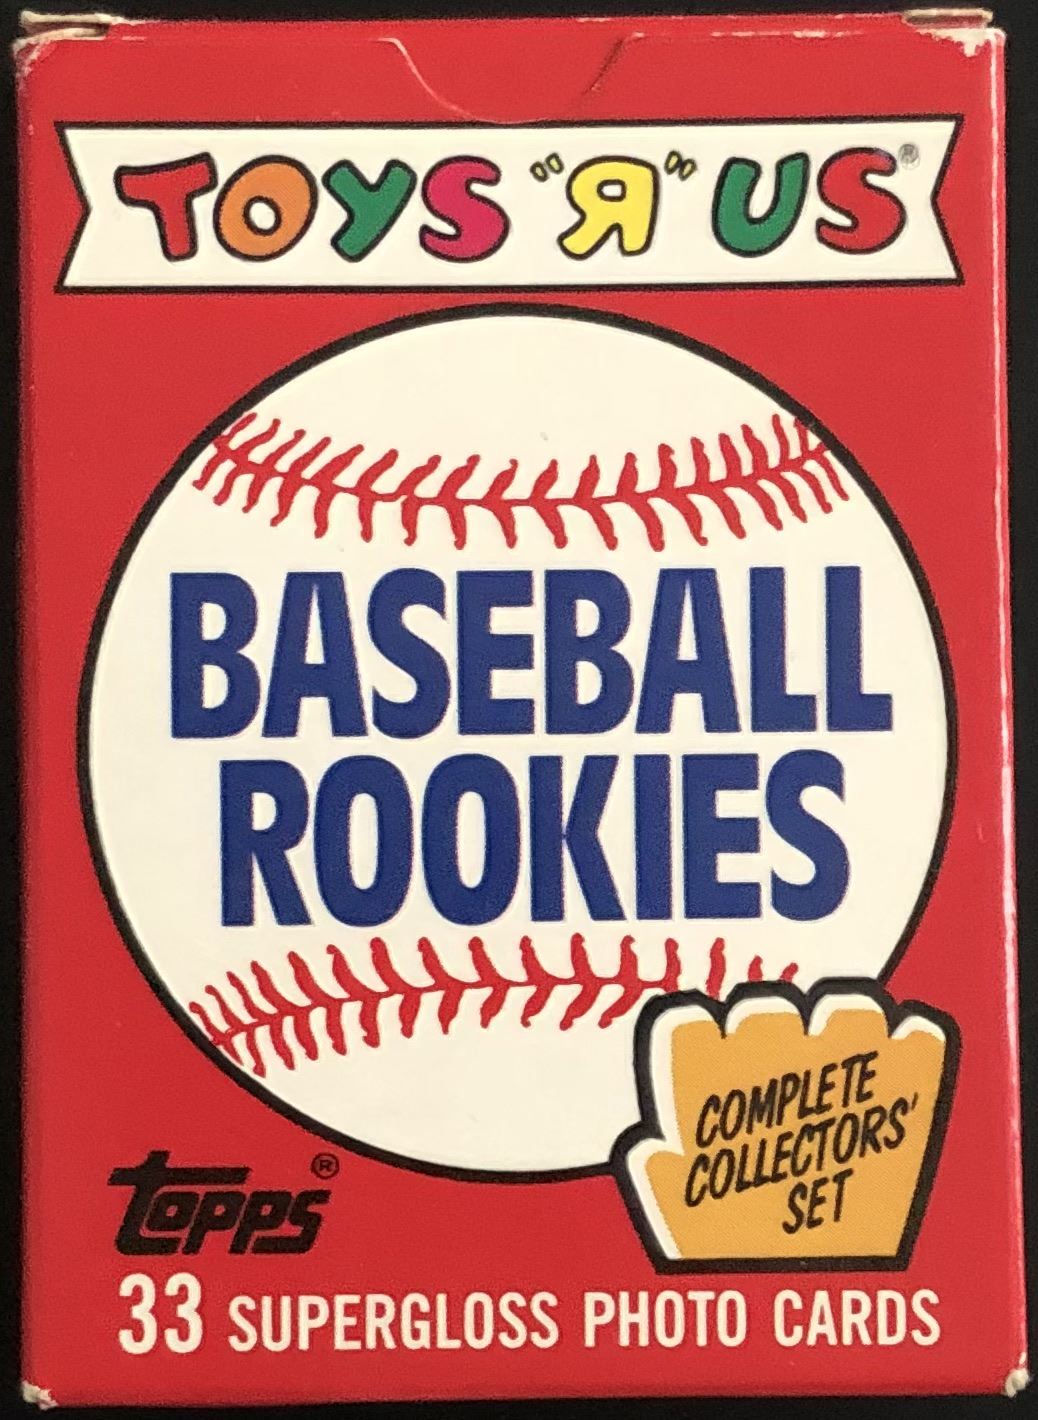 TOYS "R" US®
BASEBALL
ROOKIES
COMPLETE
COLLECTORS'
SET
topps®
33 SUPERGLOSS PHOTO CARDS